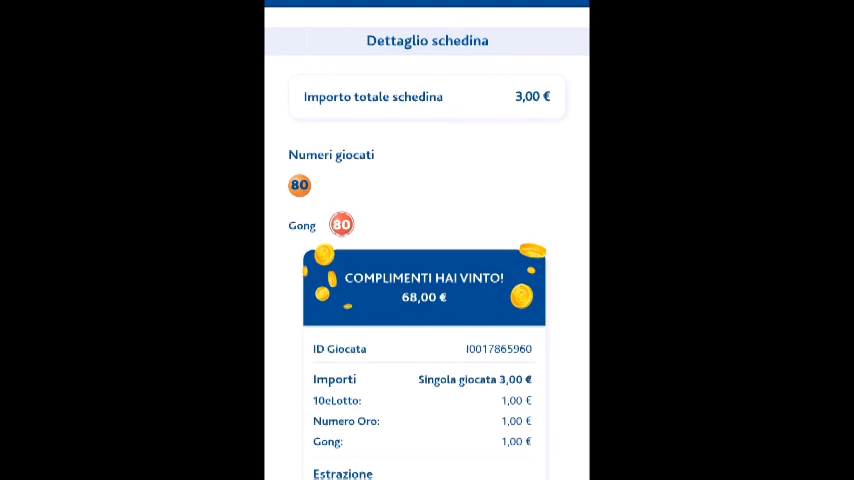 Dettaglio schedina
Importo totale schedina 3,00 €
Numeri giocati
80
Gong 80
COMPLIMENTI HAI VINTO!
68,00 €
ID Giocata I0017865960
Importi Singola giocata 3,00 €
10eLotto: 1,00 €
Numero Oro: 1,00 €
Gong: 1,00 €
Estrazione